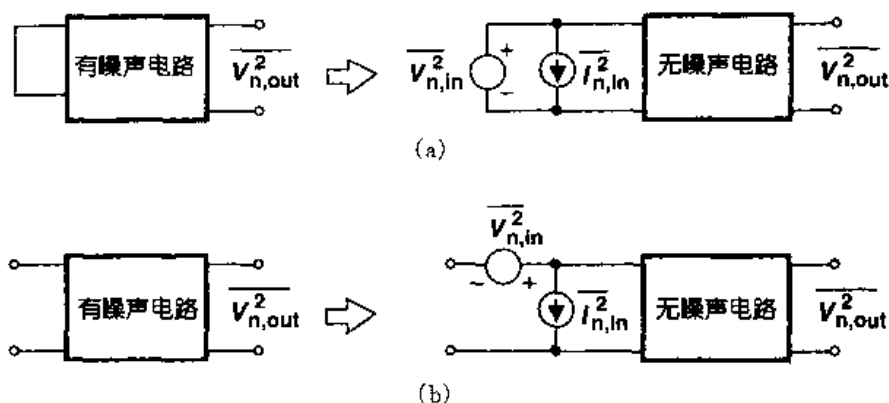 有噪声电路
V²n,out
V²n,in
+
−
I²n,in
无噪声电路
V²n,out
(a)
V²n,in
有噪声电路
V²n,out
−
+
I²n,in
无噪声电路
V²n,out
(b)